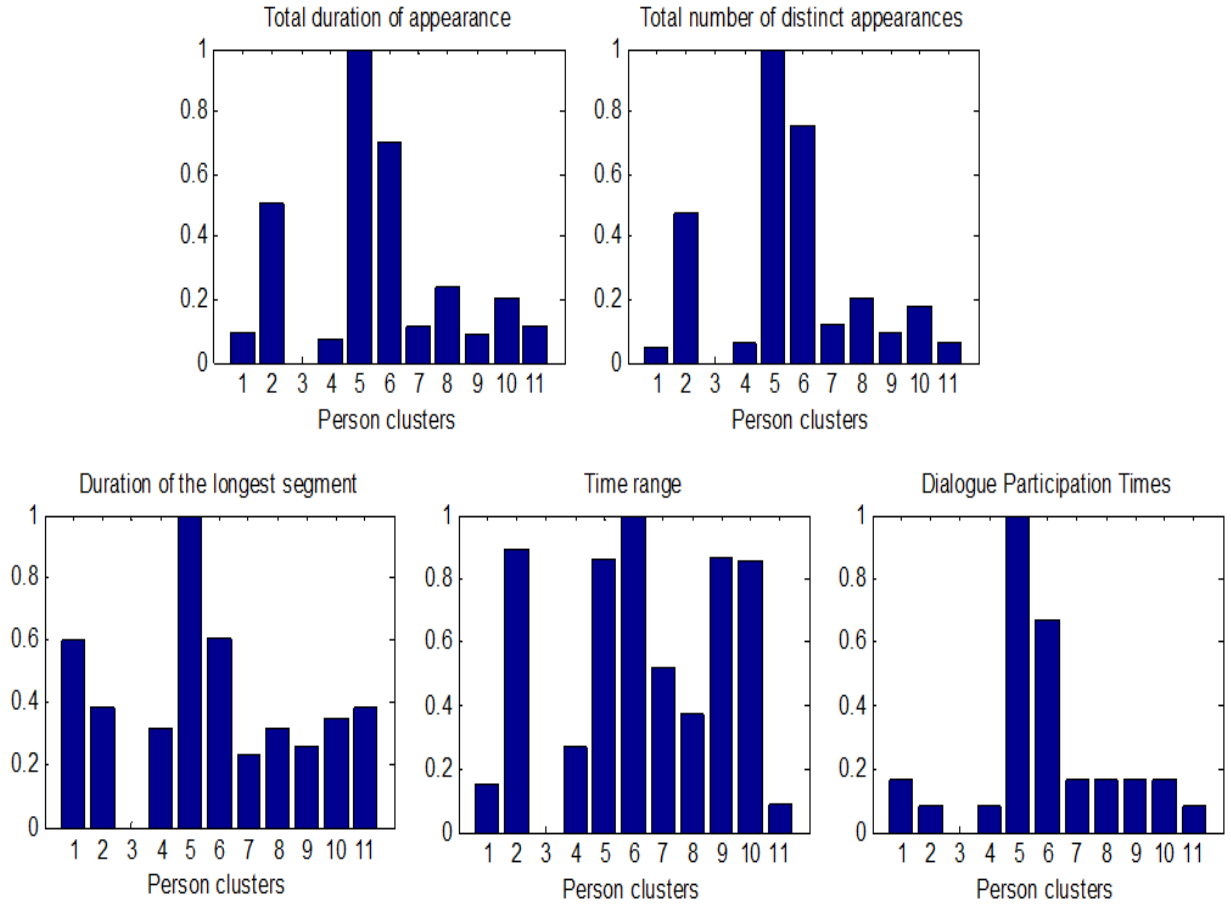 Total duration of appearance
1
0.8
0.6
0.4
0.2
0
1 2 3 4 5 6 7 8 9 10 11
Person clusters
Total number of distinct appearances
1
0.8
0.6
0.4
0.2
0
1 2 3 4 5 6 7 8 9 10 11
Person clusters
Duration of the longest segment
1
0.8
0.6
0.4
0.2
0
1 2 3 4 5 6 7 8 9 10 11
Person clusters
Time range
1
0.8
0.6
0.4
0.2
0
1 2 3 4 5 6 7 8 9 10 11
Person clusters
Dialogue Participation Times
1
0.8
0.6
0.4
0.2
0
1 2 3 4 5 6 7 8 9 10 11
Person clusters